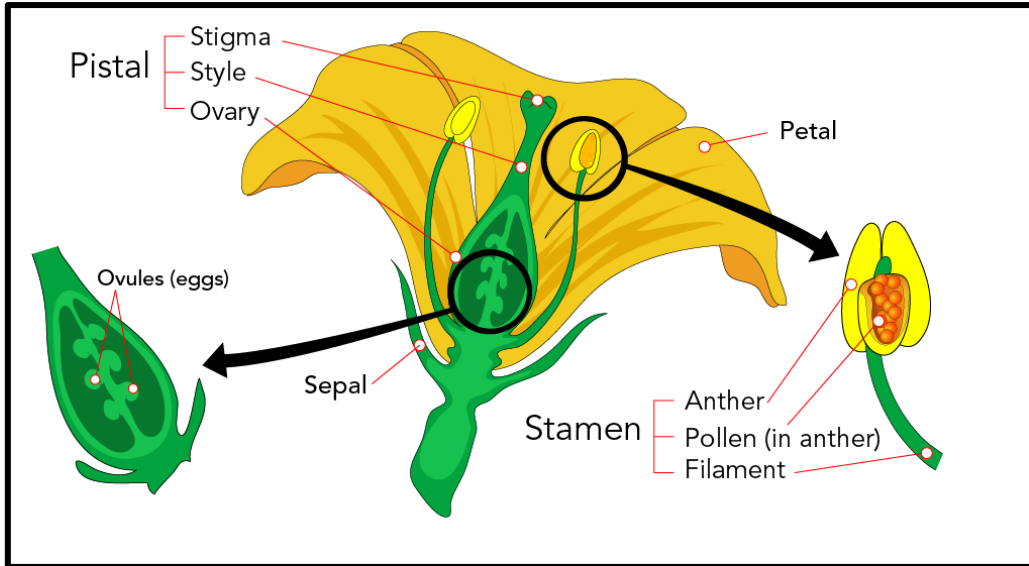 Stigma
Pistal
Style
Ovary
Petal
Ovules (eggs)
Sepal
Anther
Stamen
Pollen (in anther)
Filament